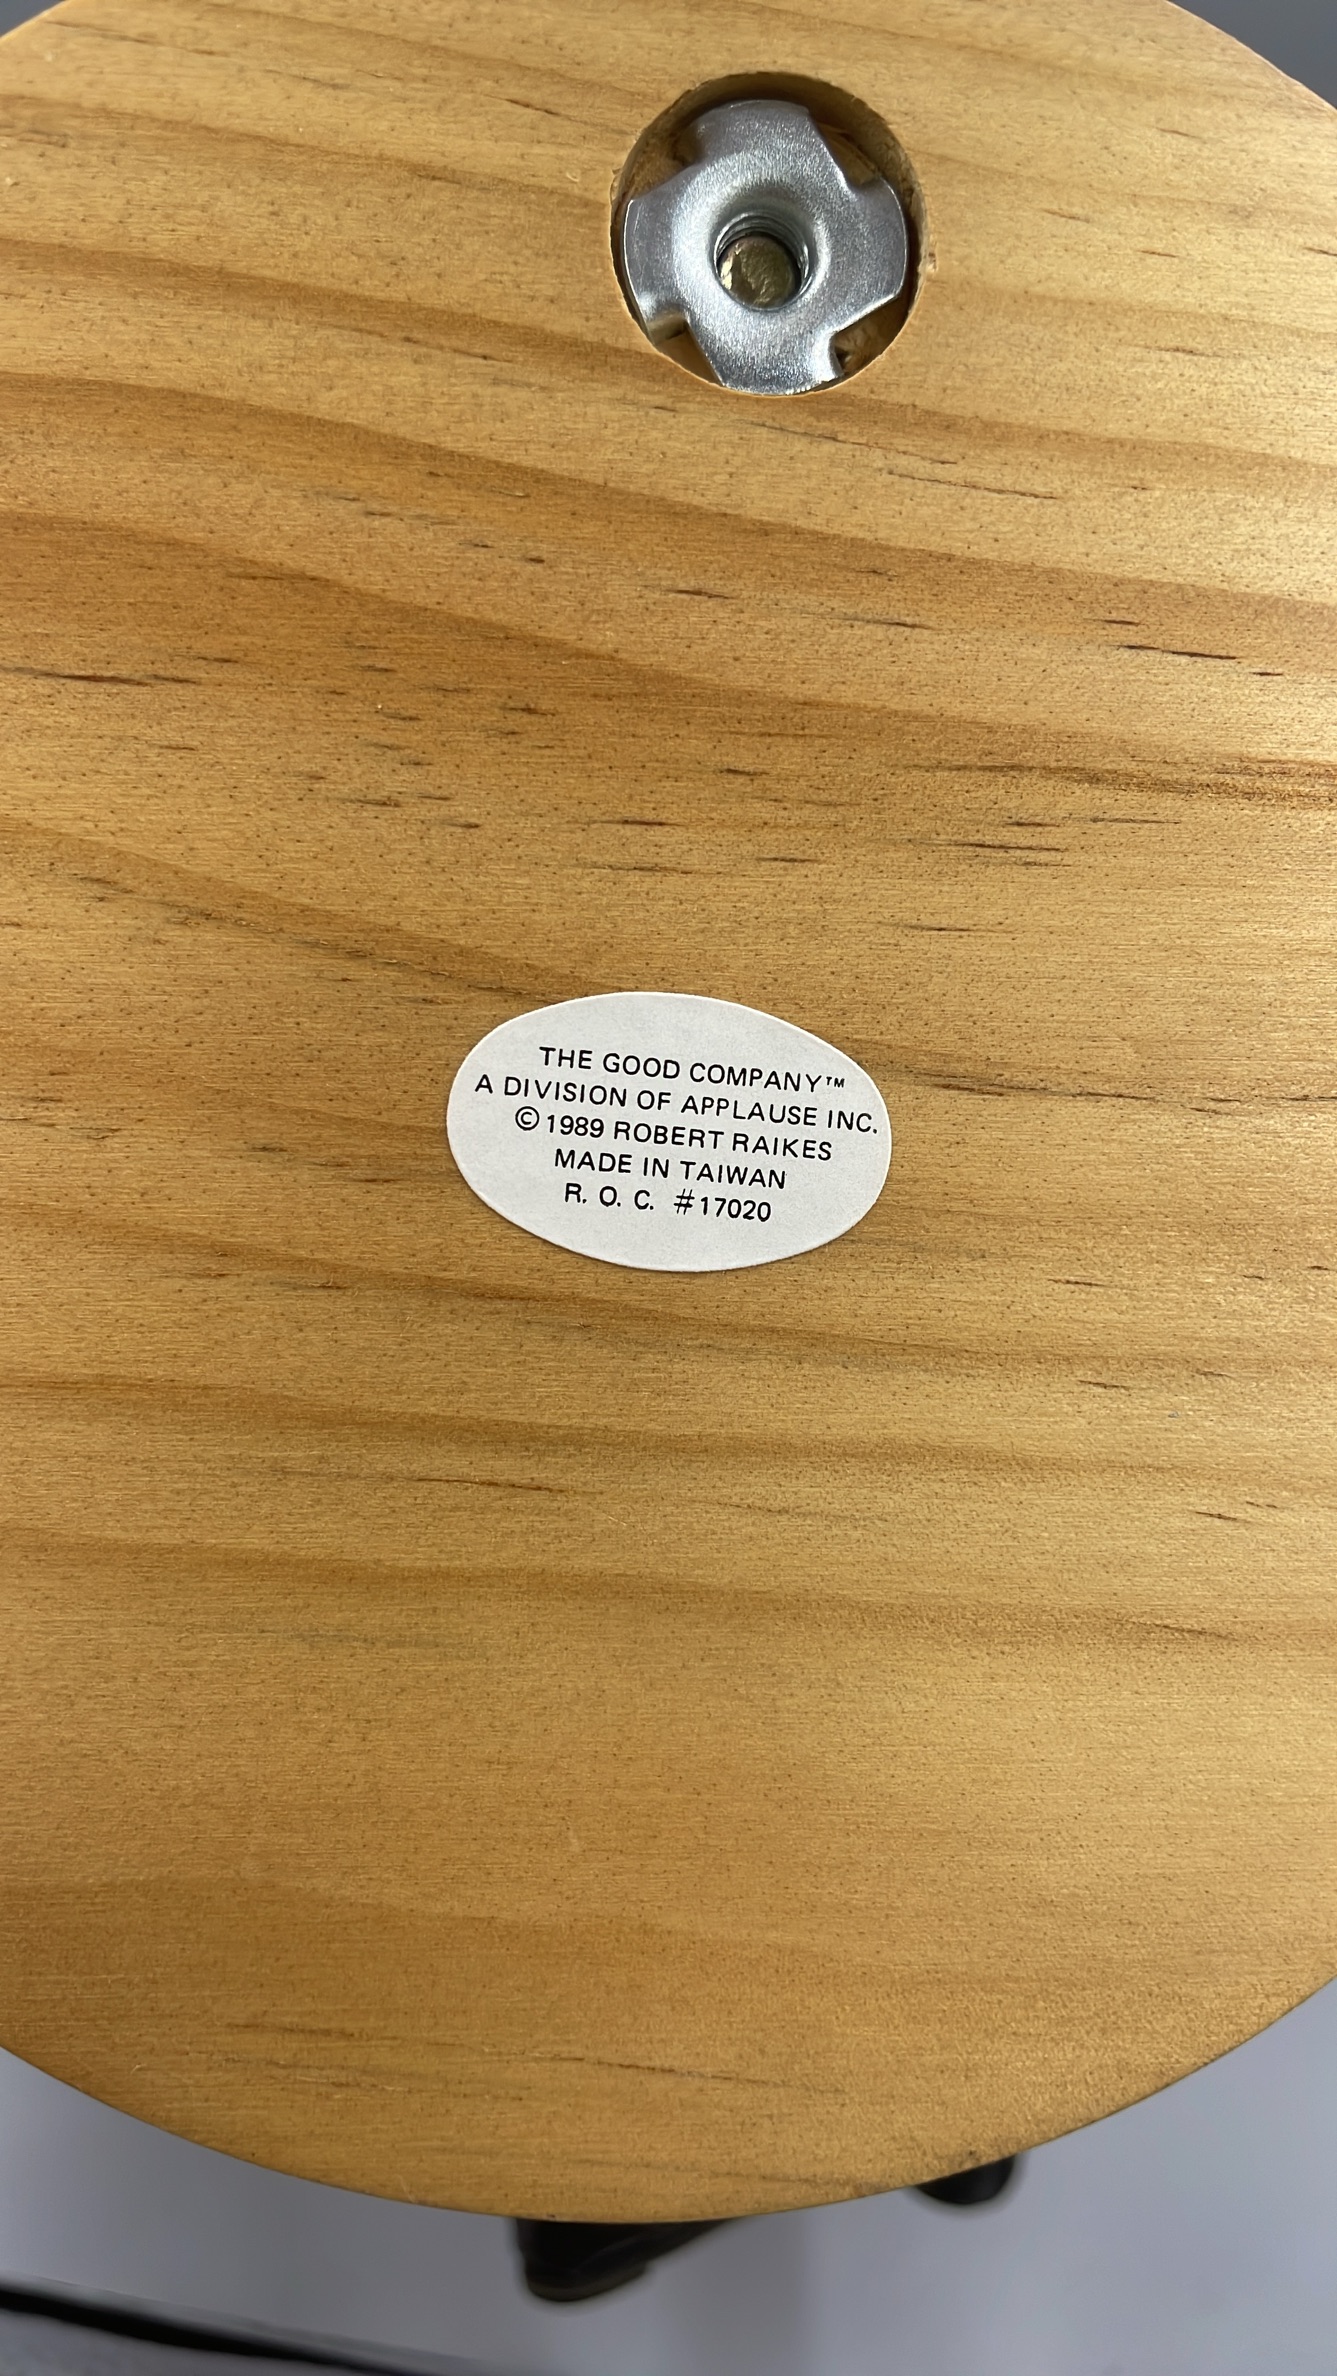 THE GOOD COMPANY™
A DIVISION OF APPLAUSE INC.
© 1989 ROBERT RAIKES
MADE IN TAIWAN
R. O. C. #17020